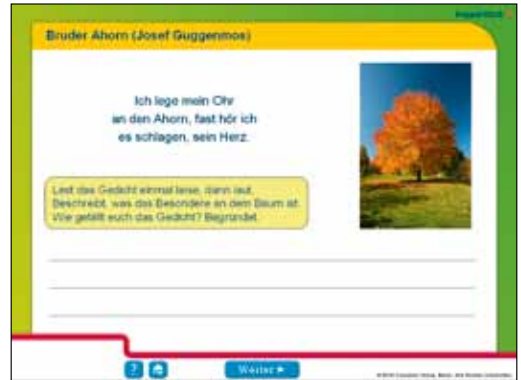 Bruder Ahorn (Josef Guggenmos)
Ich lege mein Ohr
an den Ahorn, fast hör ich
es schlagen, sein Herz.
Lest das Gedicht einmal leise, dann laut.
Beschreibt, was das Besondere an dem Baum ist.
Wie gefällt euch das Gedicht? Begründet.
?
Weiter